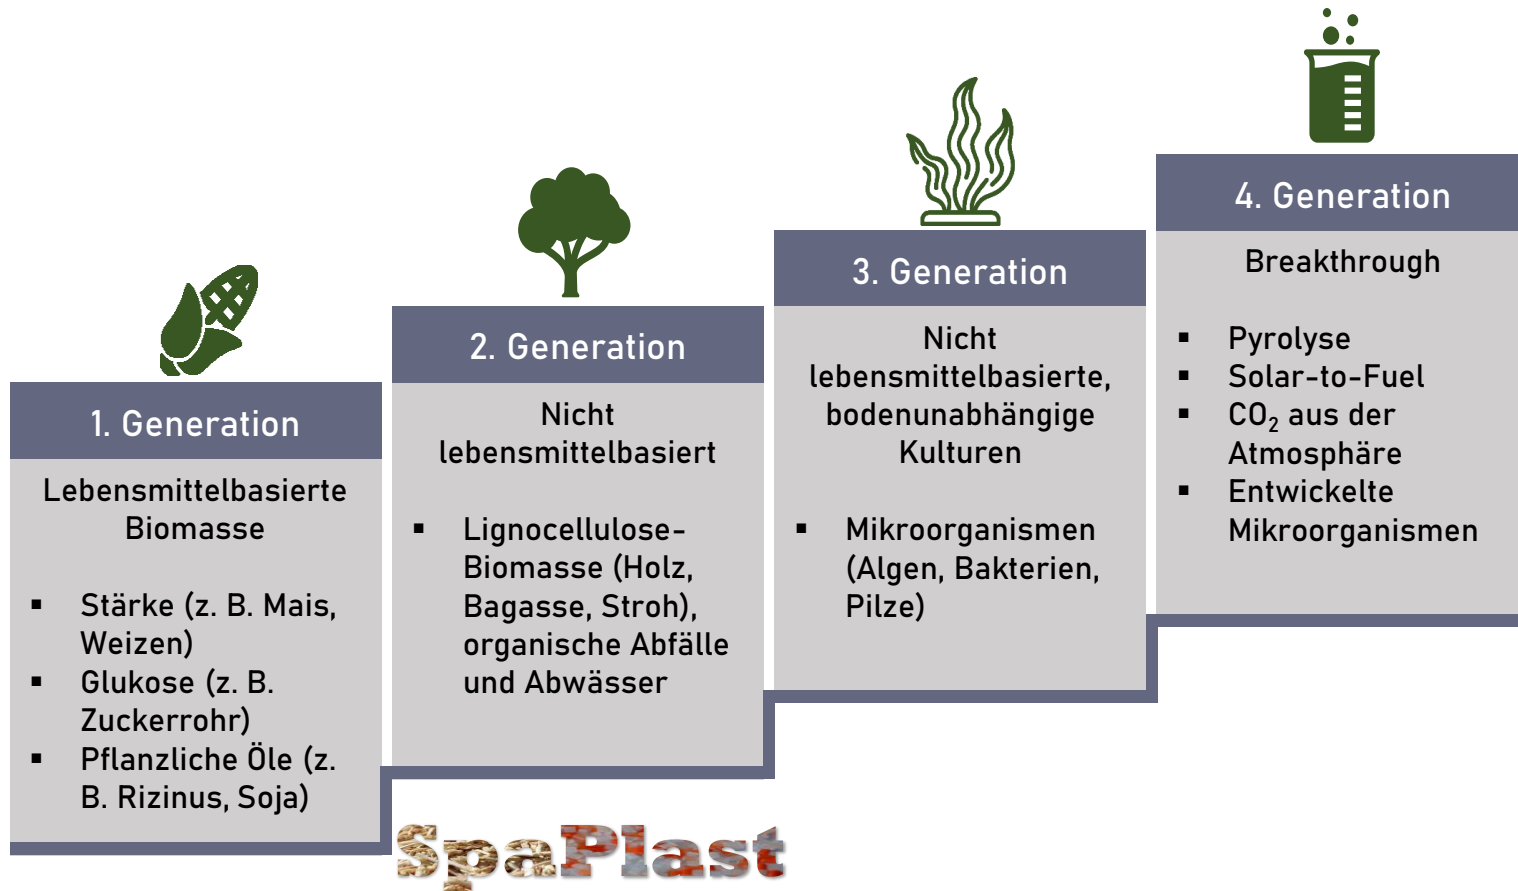 1. Generation
Lebensmittelbasierte
Biomasse
▪ Stärke (z. B. Mais,
Weizen)
▪ Glukose (z. B.
Zuckerrohr)
▪ Pflanzliche Öle (z.
B. Rizinus, Soja)
2. Generation
Nicht
lebensmittelbasiert
▪ Lignocellulose-
Biomasse (Holz,
Bagasse, Stroh),
organische Abfälle
und Abwässer
3. Generation
Nicht
lebensmittelbasierte,
bodenunabhängige
Kulturen
▪ Mikroorganismen
(Algen, Bakterien,
Pilze)
4. Generation
Breakthrough
▪ Pyrolyse
▪ Solar-to-Fuel
▪ CO₂ aus der
Atmosphäre
▪ Entwickelte
Mikroorganismen
SpaPlast